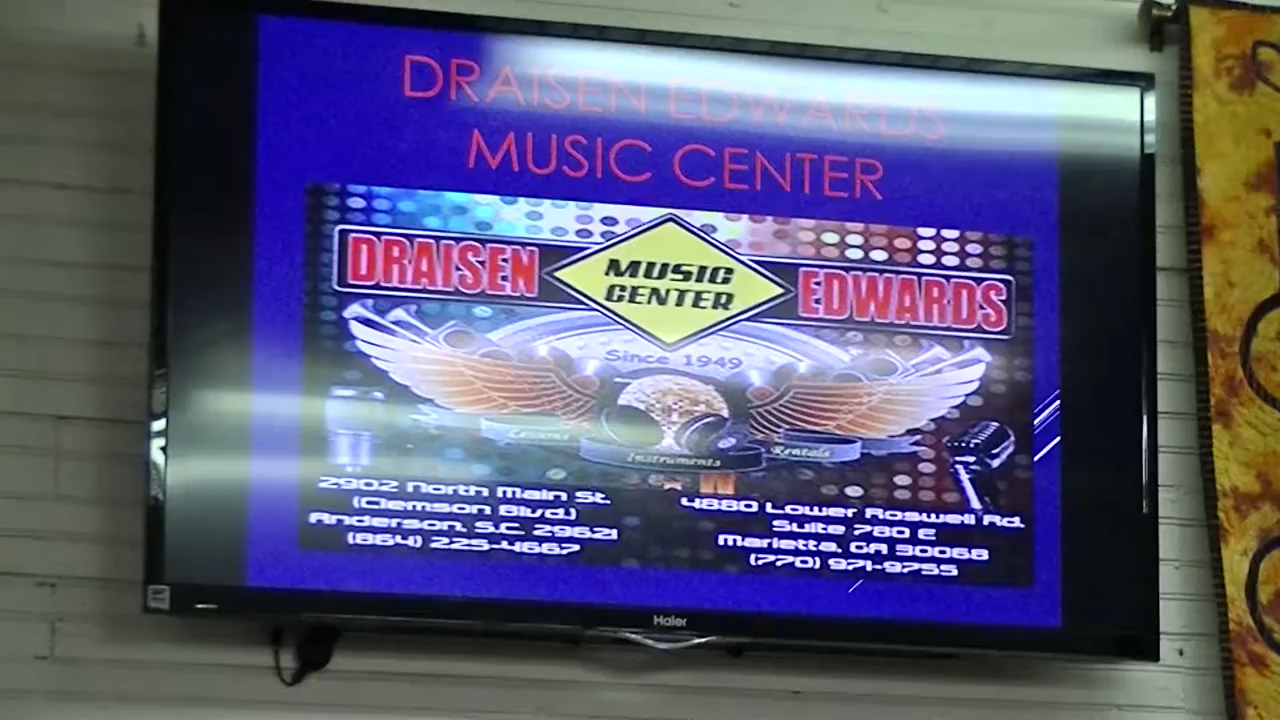 DRAISEN EDWARDS
MUSIC CENTER
DRAISEN
MUSIC
CENTER
EDWARDS
Since 1949
Lessons
Instruments
Rentals
2902 North Main St.
(Clemson Blvd.)
Anderson, S.C. 29621
(864) 225-4667
4880 Lower Roswell Rd.
Suite 780 E
Marietta, GA 30068
(770) 971-9755
Haier